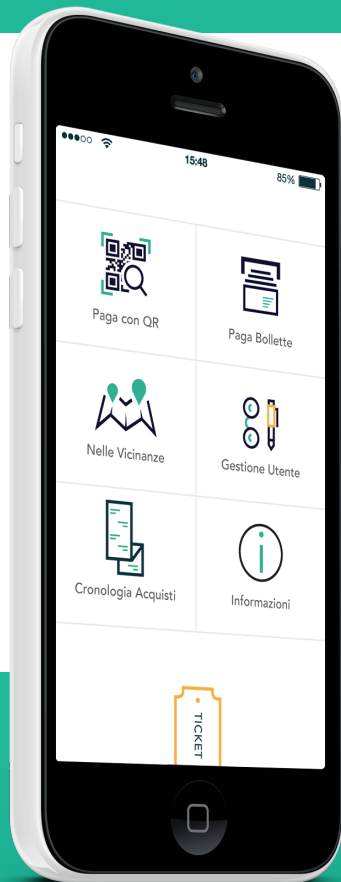 15:48
85%
Paga con QR
Paga Bollette
Nelle Vicinanze
Gestione Utente
Cronologia Acquisti
Informazioni
TICKET